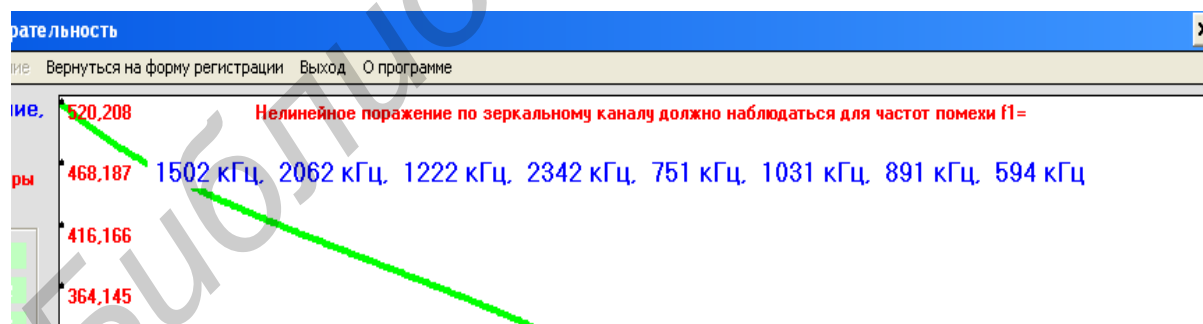 рательность
ие Вернуться на форму регистрации Выход О программе
ие,
520,208 Нелинейное поражение по зеркальному каналу должно наблюдаться для частот помехи f1=
ры
468,187 1502 кГц, 2062 кГц, 1222 кГц, 2342 кГц, 751 кГц, 1031 кГц, 891 кГц, 594 кГц
416,166
364,145
Библио